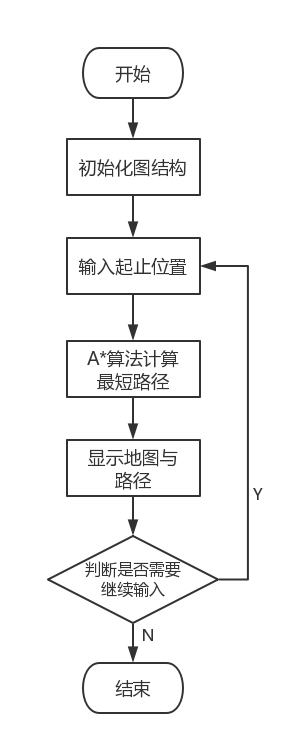 开始
初始化图结构
输入起止位置
A*算法计算
最短路径
显示地图与
路径
Y
判断是否需要
继续输入
N
结束